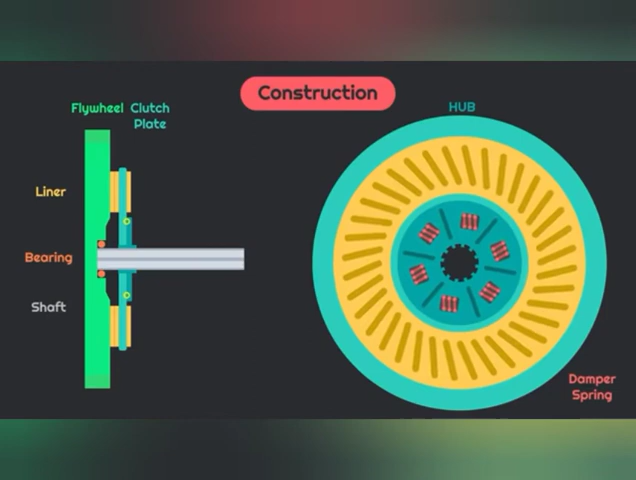 Construction
Flywheel Clutch
Plate
HUB
Liner
Bearing
Shaft
Damper
Spring